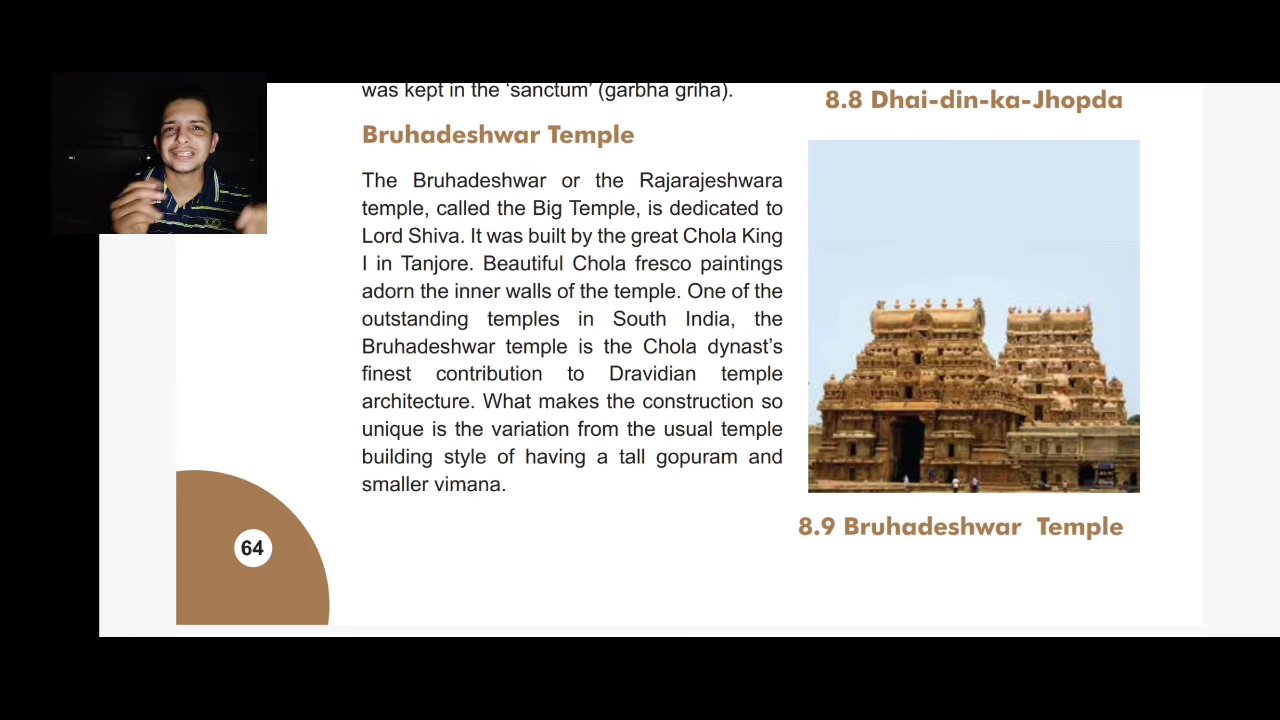 was kept in the ‘sanctum’ (garbha griha).
Bruhadeshwar Temple
The Bruhadeshwar or the Rajarajeshwara
temple, called the Big Temple, is dedicated to
Lord Shiva. It was built by the great Chola King
I in Tanjore. Beautiful Chola fresco paintings
adorn the inner walls of the temple. One of the
outstanding temples in South India, the
Bruhadeshwar temple is the Chola dynast’s
finest contribution to Dravidian temple
architecture. What makes the construction so
unique is the variation from the usual temple
building style of having a tall gopuram and
smaller vimana.
64
8.8 Dhai-din-ka-Jhopda
8.9 Bruhadeshwar Temple